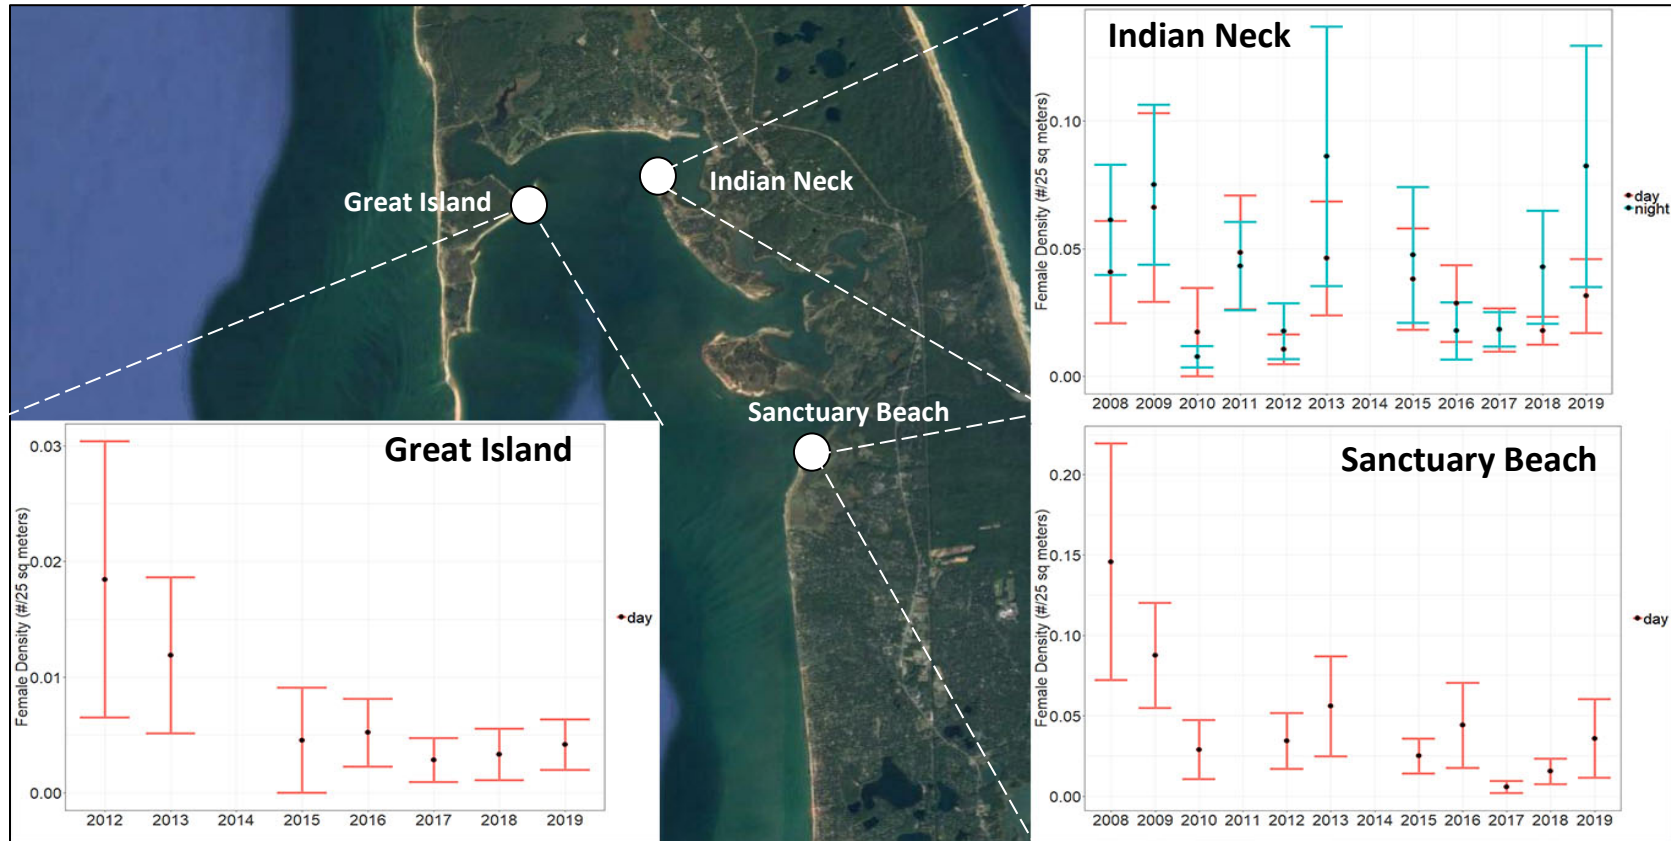 Great Island
Indian Neck
Sanctuary Beach
Indian Neck
Female Density (#/25 sq meters)
0.10
0.05
0.00
2008 2009 2010 2011 2012 2013 2014 2015 2016 2017 2018 2019
day
night
Great Island
Female Density (#/25 sq meters)
0.03
0.02
0.01
0.00
2012 2013 2014 2015 2016 2017 2018 2019
day
Sanctuary Beach
Female Density (#/25 sq meters)
0.20
0.15
0.10
0.05
0.00
2008 2009 2010 2011 2012 2013 2014 2015 2016 2017 2018 2019
day